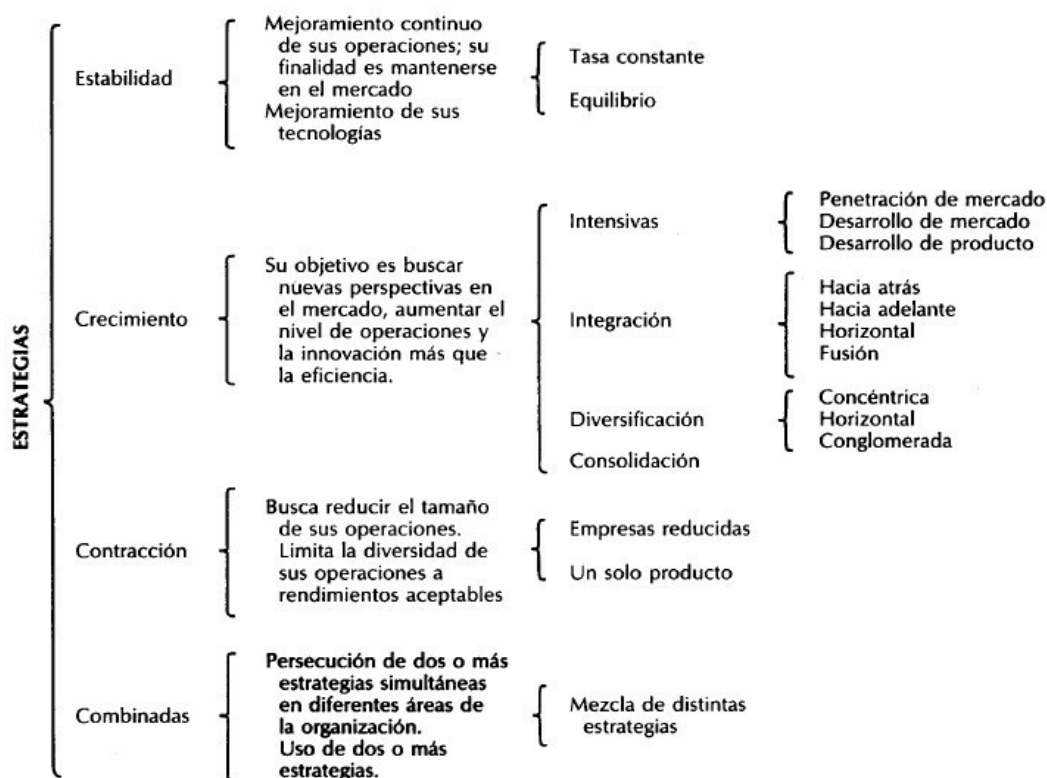 ESTRATEGIAS
Estabilidad
Mejoramiento continuo
de sus operaciones; su
finalidad es mantenerse
en el mercado
Mejoramiento de sus
tecnologías
Tasa constante
Equilibrio
Crecimiento
Su objetivo es buscar
nuevas perspectivas en
el mercado, aumentar el
nivel de operaciones y
la innovación más que
la eficiencia.
Intensivas
Penetración de mercado
Desarrollo de mercado
Desarrollo de producto
Integración
Hacia atrás
Hacia adelante
Horizontal
Fusión
Diversificación
Concéntrica
Horizontal
Conglomerada
Consolidación
Contracción
Busca reducir el tamaño
de sus operaciones.
Limita la diversidad de
sus operaciones a
rendimientos aceptables
Empresas reducidas
Un solo producto
Combinadas
Persecución de dos o más
estrategias simultáneas
en diferentes áreas de
la organización.
Uso de dos o más
estrategias.
Mezcla de distintas
estrategias